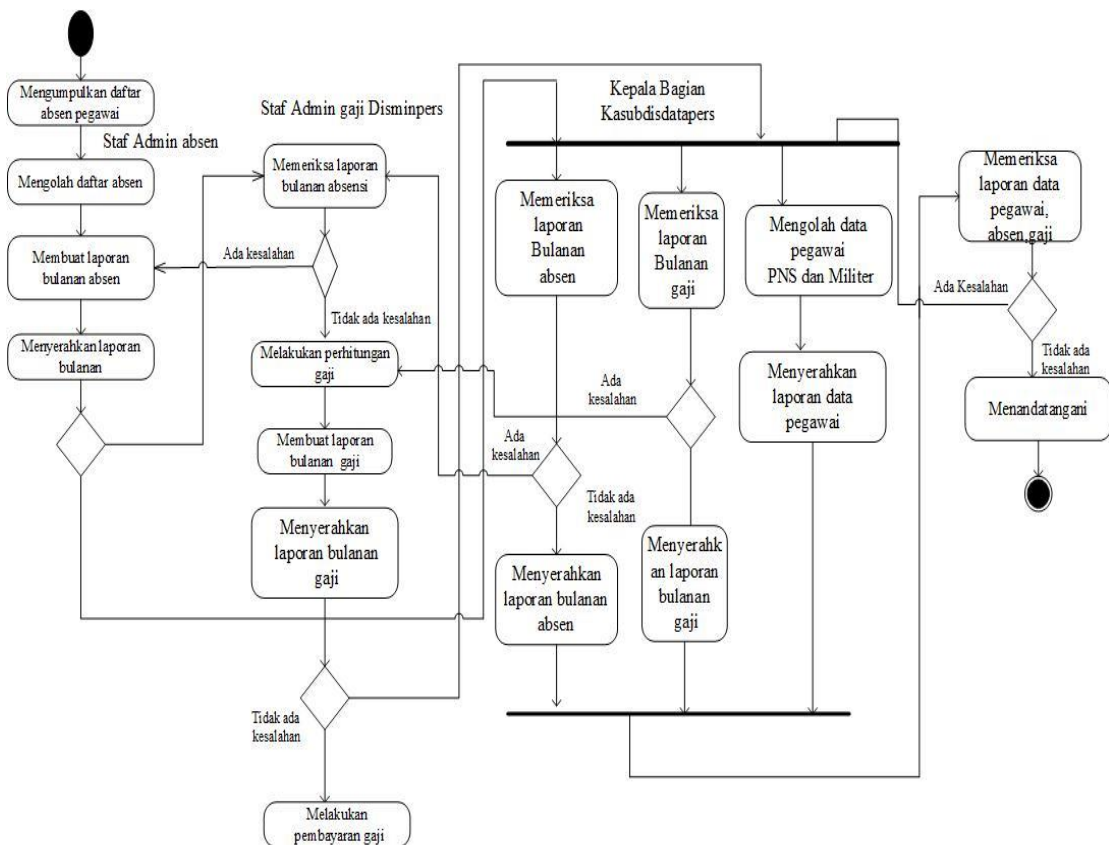 Mengumpulkan daftar
absen pegawai
Staf Admin absen
Mengolah daftar absen
Membuat laporan
bulanan absen
Menyerahkan laporan
bulanan
Staf Admin gaji Disminpers
Memeriksa laporan
bulanan absensi
Ada kesalahan
Tidak ada kesalahan
Melakukan perhitungan
gaji
Membuat laporan
bulanan gaji
Menyerahkan
laporan bulanan
gaji
Tidak ada
kesalahan
Melakukan
pembayaran gaji
Kepala Bagian
Kasubdisdatapers
Memeriksa
laporan
Bulanan
absen
Ada
kesalahan
Tidak ada
kesalahan
Menyerahkan
laporan bulanan
absen
Memeriksa
laporan
Bulanan
gaji
Ada
kesalahan
Menyerahk
an laporan
bulanan
gaji
Mengolah data
pegawai
PNS dan Militer
Menyerahkan
laporan data
pegawai
Memeriksa
laporan data
pegawai,
absen,gaji
Ada Kesalahan
Tidak ada
kesalahan
Menandatangani